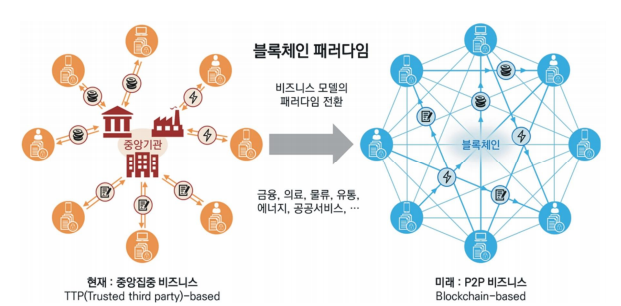 블록체인 패러다임
비즈니스 모델의
패러다임 전환
중앙기관
블록체인
금융, 의료, 물류, 유통,
에너지, 공공서비스, …
현재 : 중앙집중 비즈니스
TTP(Trusted third party)-based
미래 : P2P 비즈니스
Blockchain-based